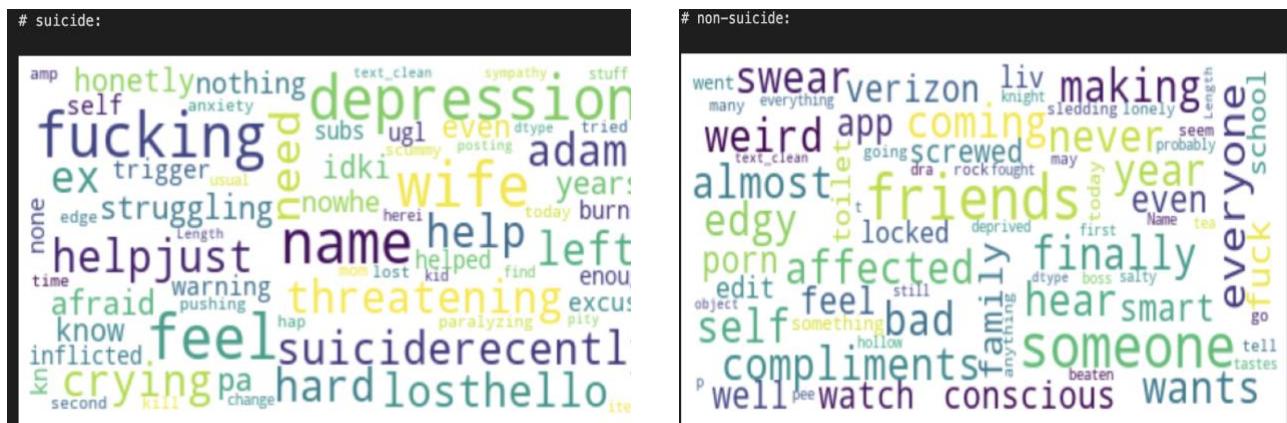 # suicide:
amp
honetly
nothing
text_clean
sympathy
stuff
self
anxiety
depression
fucking
need
subs
ugl
even
dtype
tried
scummy
posting
adam
ex
trigger
usual
idki
wife
years
none
edge
struggling
nowhe
herei
today
burn
Length
name
help
left
helpjust
helped
find
time
warning
mom
lost
kid
enou
afraid
pushing
threatening
excus
know
hap
paralyzing
pity
inflicted
feel
suiciderecentl
kn
crying
pa
hard
losthello
second
kill
change
ite
# non-suicide:
went
swear
verizon
liv
making
many
everything
knight
sledding
lonely
Length
weird
app
coming
never
seem
everyone
school
text_clean
going
screwed
may
probably
almost
toilet
dra
rock
fought
year
today
friends
even
edgy
t
locked
deprived
first
Name
tea
porn
affected
family
finally
fuck
edit
feel
still
dtype
boss
salty
object
self
something
bad
hear
smart
go
hollow
anything
someone
tell
compliments
tastes
p
well
pee
watch
conscious
beaten
wants